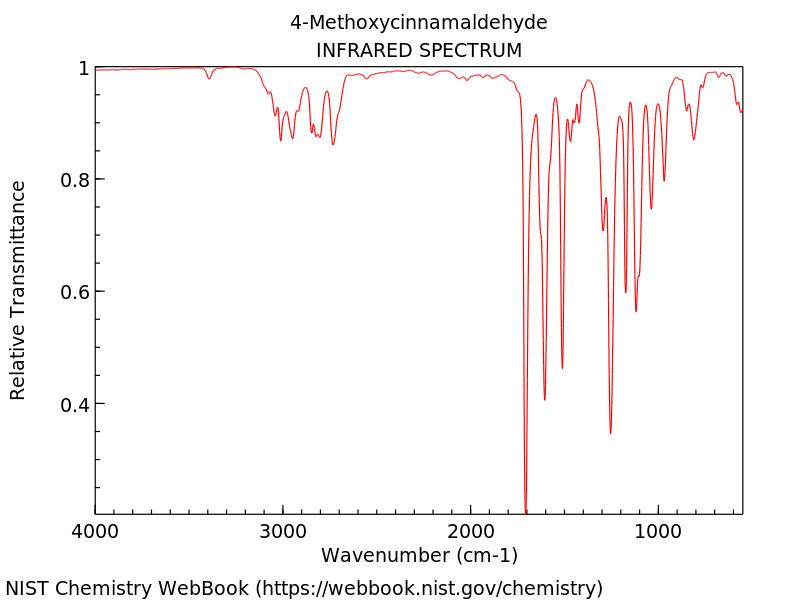 4-Methoxycinnamaldehyde
INFRARED SPECTRUM
1
0.8
0.6
0.4
Relative Transmittance
4000 3000 2000 1000
Wavenumber (cm-1)
NIST Chemistry WebBook (https://webbook.nist.gov/chemistry)